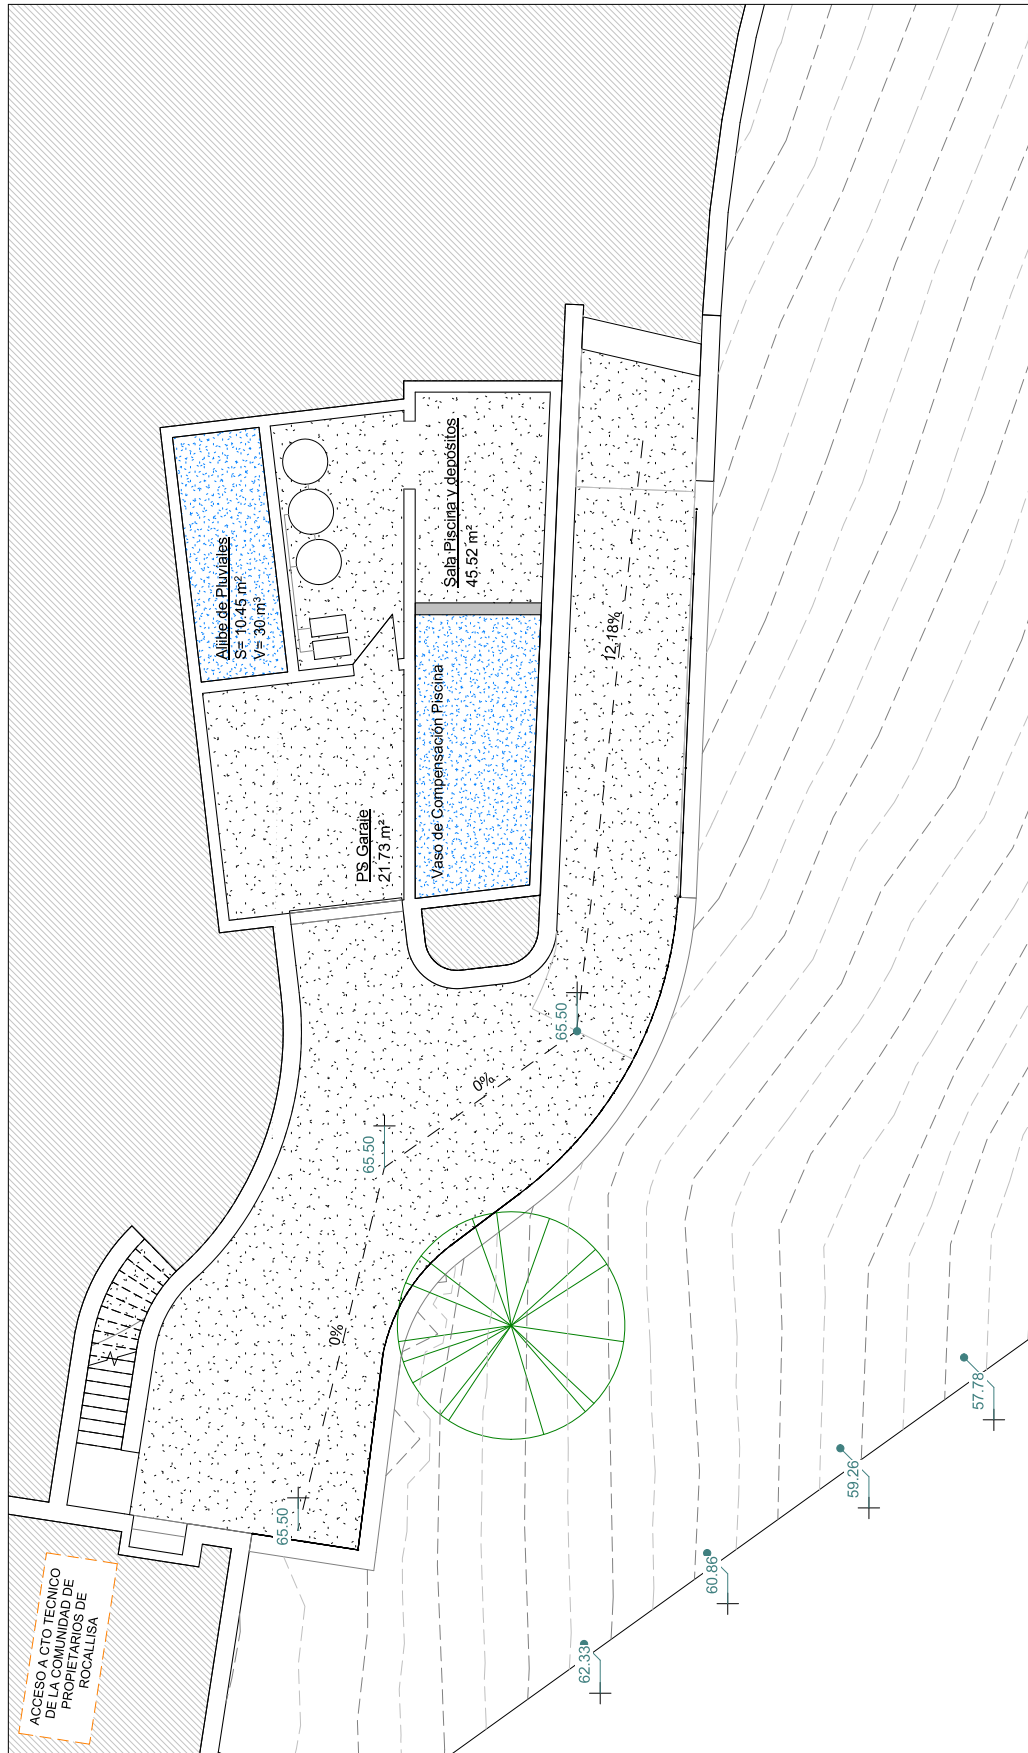 Aljibe de Pluviales
S= 10.45 m²
V= 30 m³
Sala Piscina y depósitos
45.52 m²
12.18%
Vaso de Compensación Piscina
PS Garaje
21.73 m²
65.50
0%
65.50
0%
65.50
57.78
59.26
60.86
62.33
ACCESO A CTO TECNICO
DE LA COMUNIDAD DE
PROPIETARIOS DE
ROCALLISA